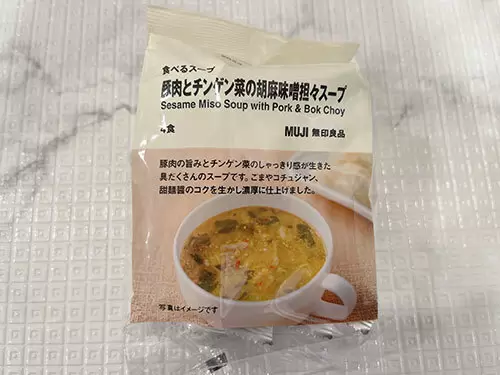 食べるスープ
豚肉とチンゲン菜の胡麻味噌担々スープ
Sesame Miso Soup with Pork & Bok Choy
4食
MUJI 無印良品
豚肉の旨みとチンゲン菜のしゃっきり感が生きた
具だくさんのスープです。ごまやコチュジャン、
甜麺醤のコクを生かし濃厚に仕上げました。
写真はイメージです